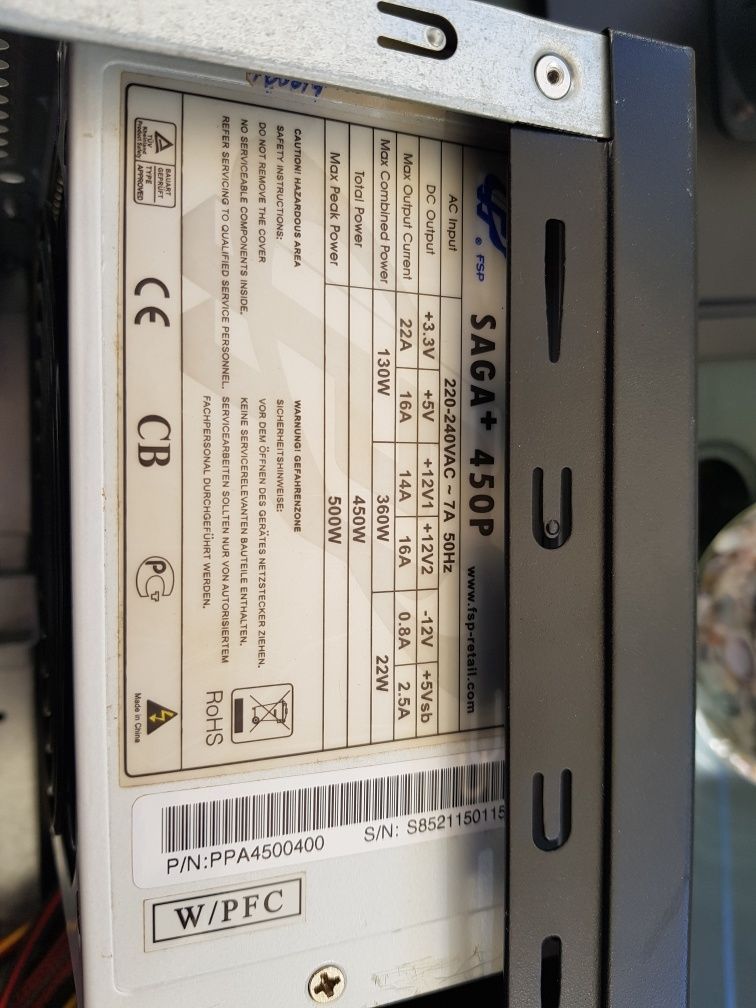 ® FSP
SAGA+ 450P
www.fsp-retail.com
AC Input 220-240VAC ~ 7A 50Hz
DC Output +3.3V +5V +12V1 +12V2 -12V +5Vsb
Max Output Current 22A 16A 14A 16A 0.8A 2.5A
Max Combined Power 130W 360W 22W
Total Power 450W
Max Peak Power 500W
CAUTION! HAZARDOUS AREA
SAFETY INSTRUCTIONS:
DO NOT REMOVE THE COVER
NO SERVICEABLE COMPONENTS INSIDE.
REFER SERVICING TO QUALIFIED SERVICE PERSONNEL.
WARNUNG! GEFAHRENZONE
SICHERHEITSHINWEISE:
VOR DEM ÖFFNEN DES GERÄTES NETZSTECKER ZIEHEN.
KEINE SERVICERELEVANTEN BAUTEILE ENTHALTEN.
SERVICEARBEITEN SOLLTEN NUR VON AUTORISIERTEM
FACHPERSONAL DURCHGEFÜHRT WERDEN.
RoHS
BAUART
GEPRÜFT
TÜV
Rheinland
Product Safety
TYPE
APPROVED
CE
CB
PC
Made in China
S/N: S8521150115
P/N:PPA4500400
W/PFC